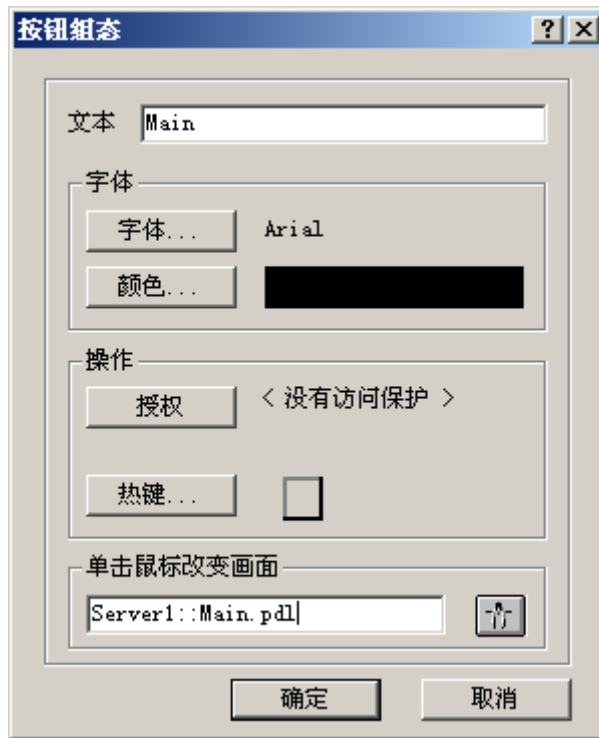 按钮组态
文本 Main
字体
字体... Arial
颜色...
操作
授权 < 没有访问保护 >
热键...
单击鼠标改变画面
Server1::Main.pdl
确定 取消